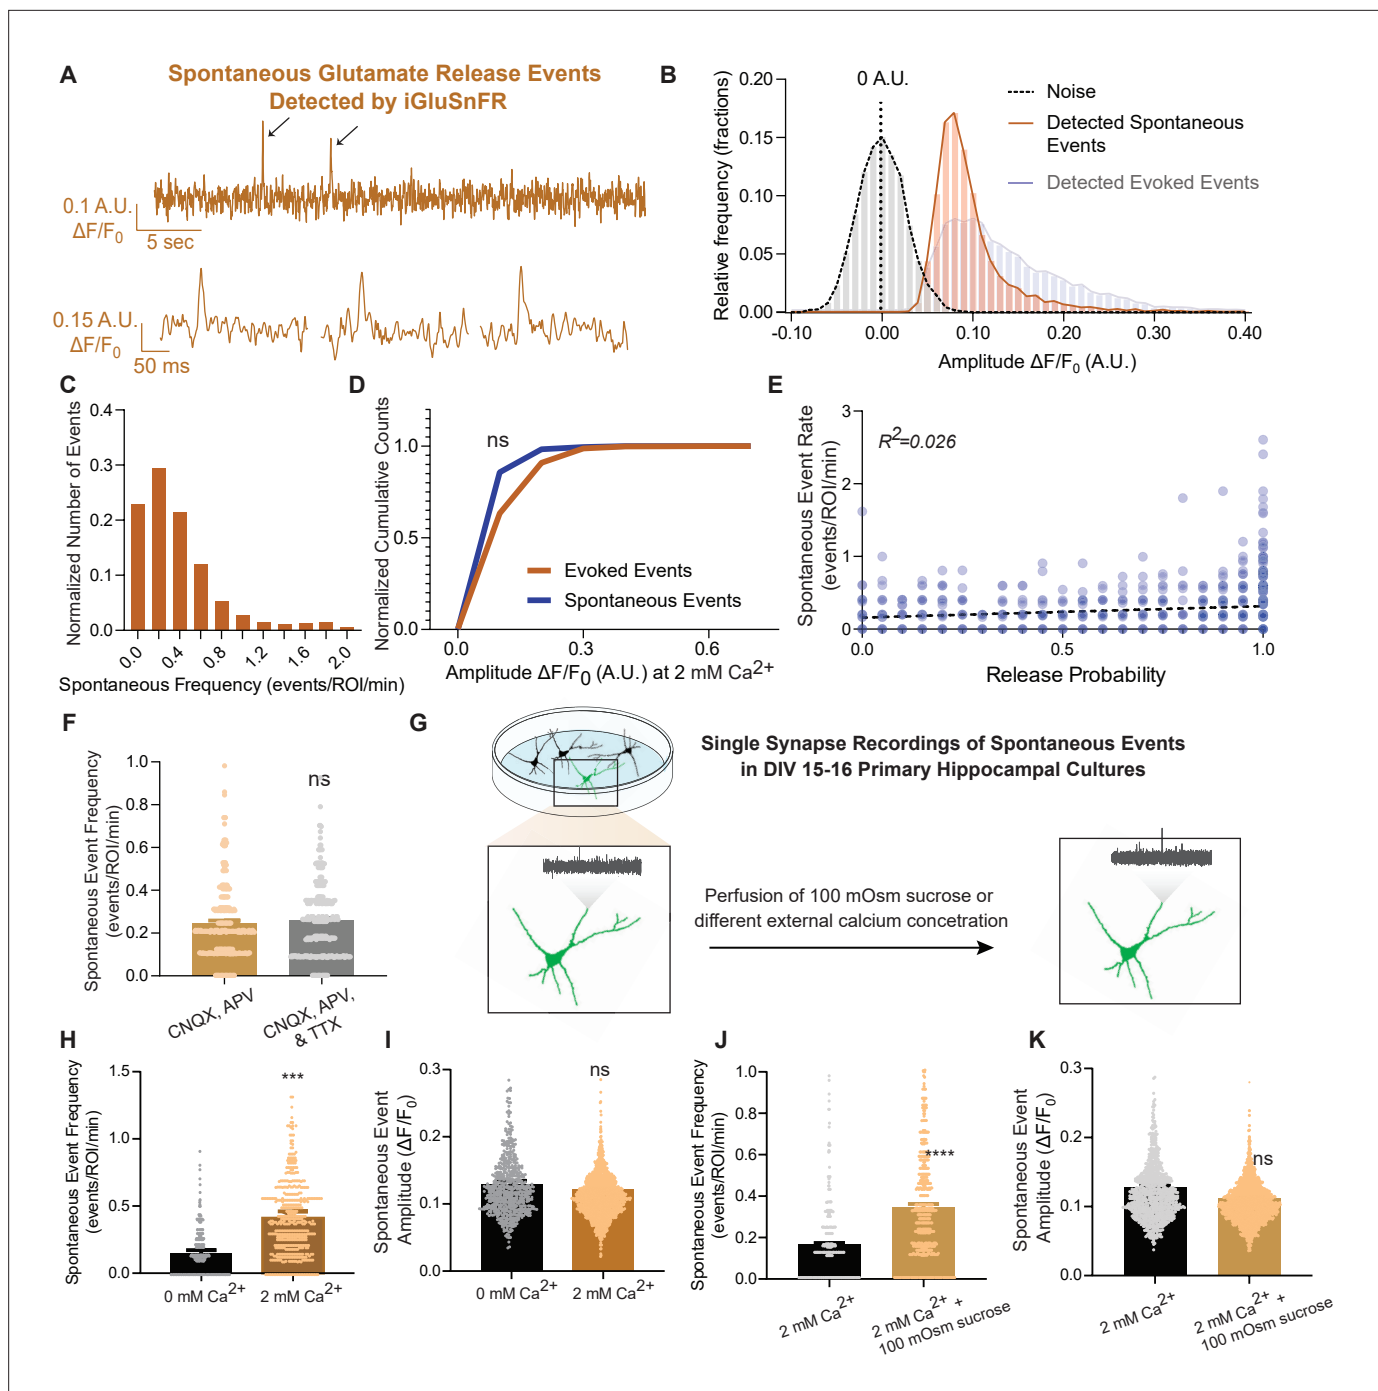 A
Spontaneous Glutamate Release Events
Detected by iGluSnFR
0.1 A.U.
ΔF/F0
5 sec
0.15 A.U.
ΔF/F0
50 ms
B
Relative frequency (fractions)
0.20
0.15
0.10
0.05
0.00
0 A.U.
Noise
Detected Spontaneous
Events
Detected Evoked Events
-0.10
0.00
0.10
0.20
0.30
0.40
Amplitude ΔF/F0 (A.U.)
C
Normalized Number of Events
0.4
0.3
0.2
0.1
0.0
0.0
0.4
0.8
1.2
1.6
2.0
Spontaneous Frequency (events/ROI/min)
D
Normalized Cumulative Counts
1.0
0.5
0.0
ns
Evoked Events
Spontaneous Events
0.0
0.3
0.6
Amplitude ΔF/F0 (A.U.) at 2 mM Ca2+
E
Spontaneous Event Rate
(events/ROI/min)
3
2
1
0
R2=0.026
0.0
0.5
1.0
Release Probability
F
Spontaneous Event Frequency
(events/ROI/min)
1.0
0.8
0.6
0.4
0.2
0.0
ns
CNQX, APV
CNQX, APV,
& TTX
G
Single Synapse Recordings of Spontaneous Events
in DIV 15-16 Primary Hippocampal Cultures
Perfusion of 100 mOsm sucrose or
different external calcium concetration
H
Spontaneous Event Frequency
(events/ROI/min)
1.5
1.0
0.5
0.0
***
0 mM Ca2+
2 mM Ca2+
I
Spontaneous Event
Amplitude (ΔF/F0)
0.3
0.2
0.1
0.0
ns
0 mM Ca2+
2 mM Ca2+
J
Spontaneous Event Frequency
(events/ROI/min)
1.0
0.8
0.6
0.4
0.2
0.0
****
2 mM Ca2+
2 mM Ca2+ +
100 mOsm sucrose
K
Spontaneous Event
Amplitude (ΔF/F0)
0.3
0.2
0.1
0.0
ns
2 mM Ca2+
2 mM Ca2+ +
100 mOsm sucrose